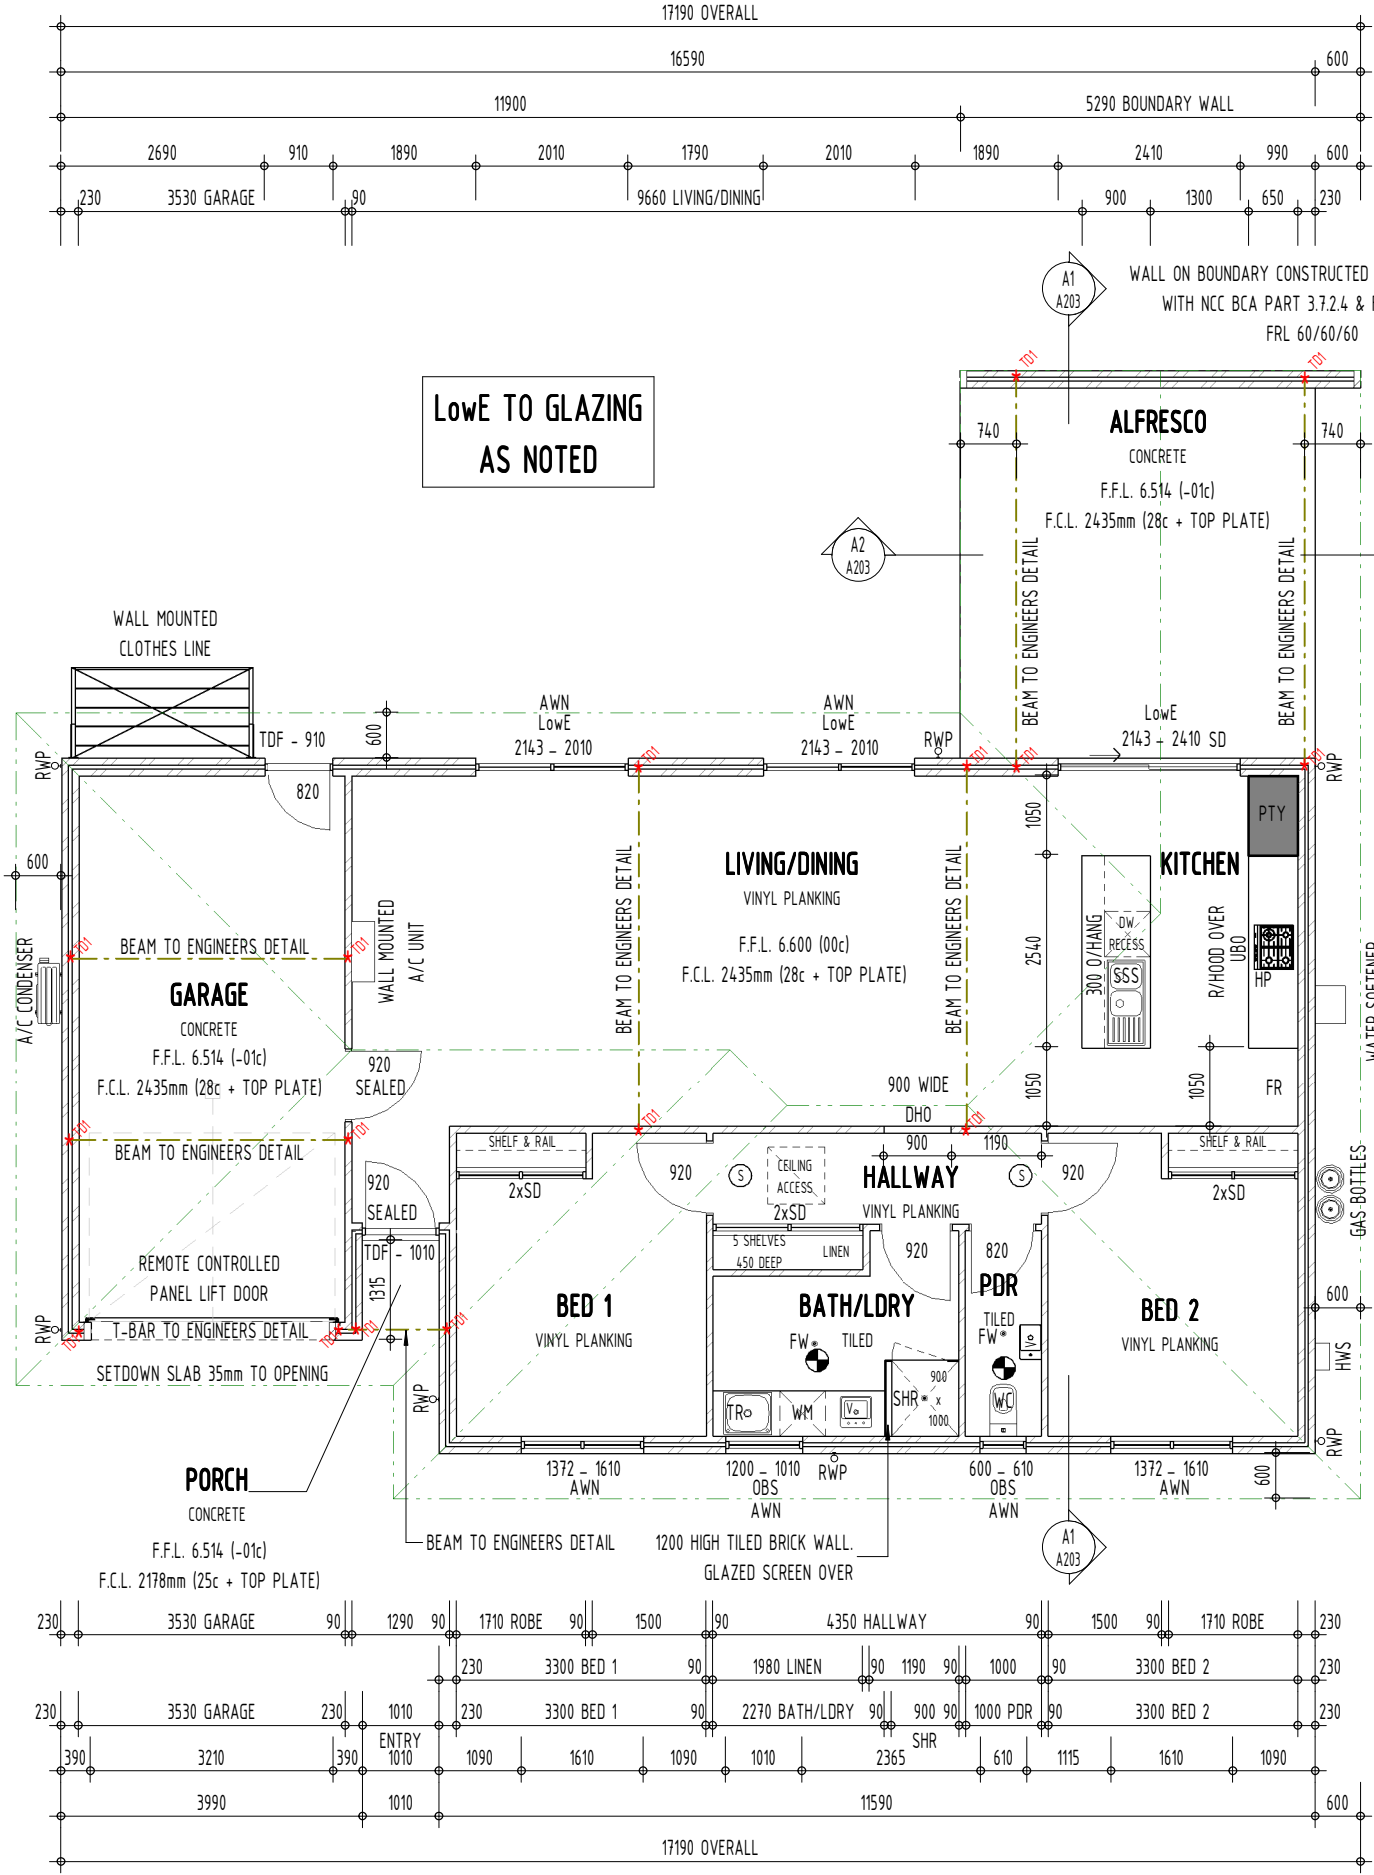 17190 OVERALL
16590 600
11900 5290 BOUNDARY WALL
2690 910 1890 2010 1790 2010 1890 2410 990 600
230 3530 GARAGE 90 9660 LIVING/DINING 900 1300 650 230
A1
A203
WALL ON BOUNDARY CONSTRUCTED
WITH NCC BCA PART 3.7.2.4 &
FRL 60/60/60
LowE TO GLAZING
AS NOTED
TD1 TD1
740 ALFRESCO 740
CONCRETE
F.F.L. 6.514 (-01c)
F.C.L. 2435mm (28c + TOP PLATE)
BEAM TO ENGINEERS DETAIL
BEAM TO ENGINEERS DETAIL
A2
A203
WALL MOUNTED
CLOTHES LINE
TDF - 910
600
AWN
LowE
2143 - 2010
AWN
LowE
2143 - 2010
RWP
LowE
2143 - 2410 SD
RWP
TD1 TD1 TD1 TD1
RWP
820
600
1050
PTY
LIVING/DINING
VINYL PLANKING
F.F.L. 6.600 (00c)
F.C.L. 2435mm (28c + TOP PLATE)
BEAM TO ENGINEERS DETAIL
BEAM TO ENGINEERS DETAIL
KITCHEN
2540
300 O/HANG
DW
RECESS
SSS
R/HOOD OVER
UBO
HP
WALL MOUNTED
A/C UNIT
BEAM TO ENGINEERS DETAIL
TD1 TD1
A/C CONDENSER
GARAGE
CONCRETE
F.F.L. 6.514 (-01c)
F.C.L. 2435mm (28c + TOP PLATE)
920
SEALED
WATER SOFTENER
1050
1050
FR
900 WIDE
DHO
TD1 TD1
BEAM TO ENGINEERS DETAIL
TD1 TD1
SHELF & RAIL
2xSD
920
S
CEILING
ACCESS
900 1190
HALLWAY
VINYL PLANKING
S
920
SHELF & RAIL
2xSD
GAS BOTTLES
920
SEALED
TDF - 1010
1315
2xSD
5 SHELVES
450 DEEP
LINEN
920
820
REMOTE CONTROLLED
PANEL LIFT DOOR
T-BAR TO ENGINEERS DETAIL
TD1 TD1 TD1 TD1
RWP
SETDOWN SLAB 35mm TO OPENING
BED 1
VINYL PLANKING
BATH/LDRY
TILED
FW
PDR
TILED
FW
V
BED 2
VINYL PLANKING
600
HWS
RWP
TR
WM
V
SHR
900
x
1000
WC
RWP
600
1372 - 1610
AWN
1200 - 1010
OBS
AWN
RWP
600 - 610
OBS
AWN
1372 - 1610
AWN
PORCH
CONCRETE
F.F.L. 6.514 (-01c)
F.C.L. 2178mm (25c + TOP PLATE)
BEAM TO ENGINEERS DETAIL
1200 HIGH TILED BRICK WALL.
GLAZED SCREEN OVER
A1
A203
230 3530 GARAGE 90 1290 90 1710 ROBE 90 1500 90 4350 HALLWAY 90 1500 90 1710 ROBE 230
230 3300 BED 1 90 1980 LINEN 90 1190 90 1000 90 3300 BED 2 230
230 3530 GARAGE 230 1010 230 3300 BED 1 90 2270 BATH/LDRY 90 900 90 1000 PDR 90 3300 BED 2 230
ENTRY SHR
390 3210 390 1010 1090 1610 1090 1010 2365 610 1115 1610 1090
3990 1010 11590 600
17190 OVERALL